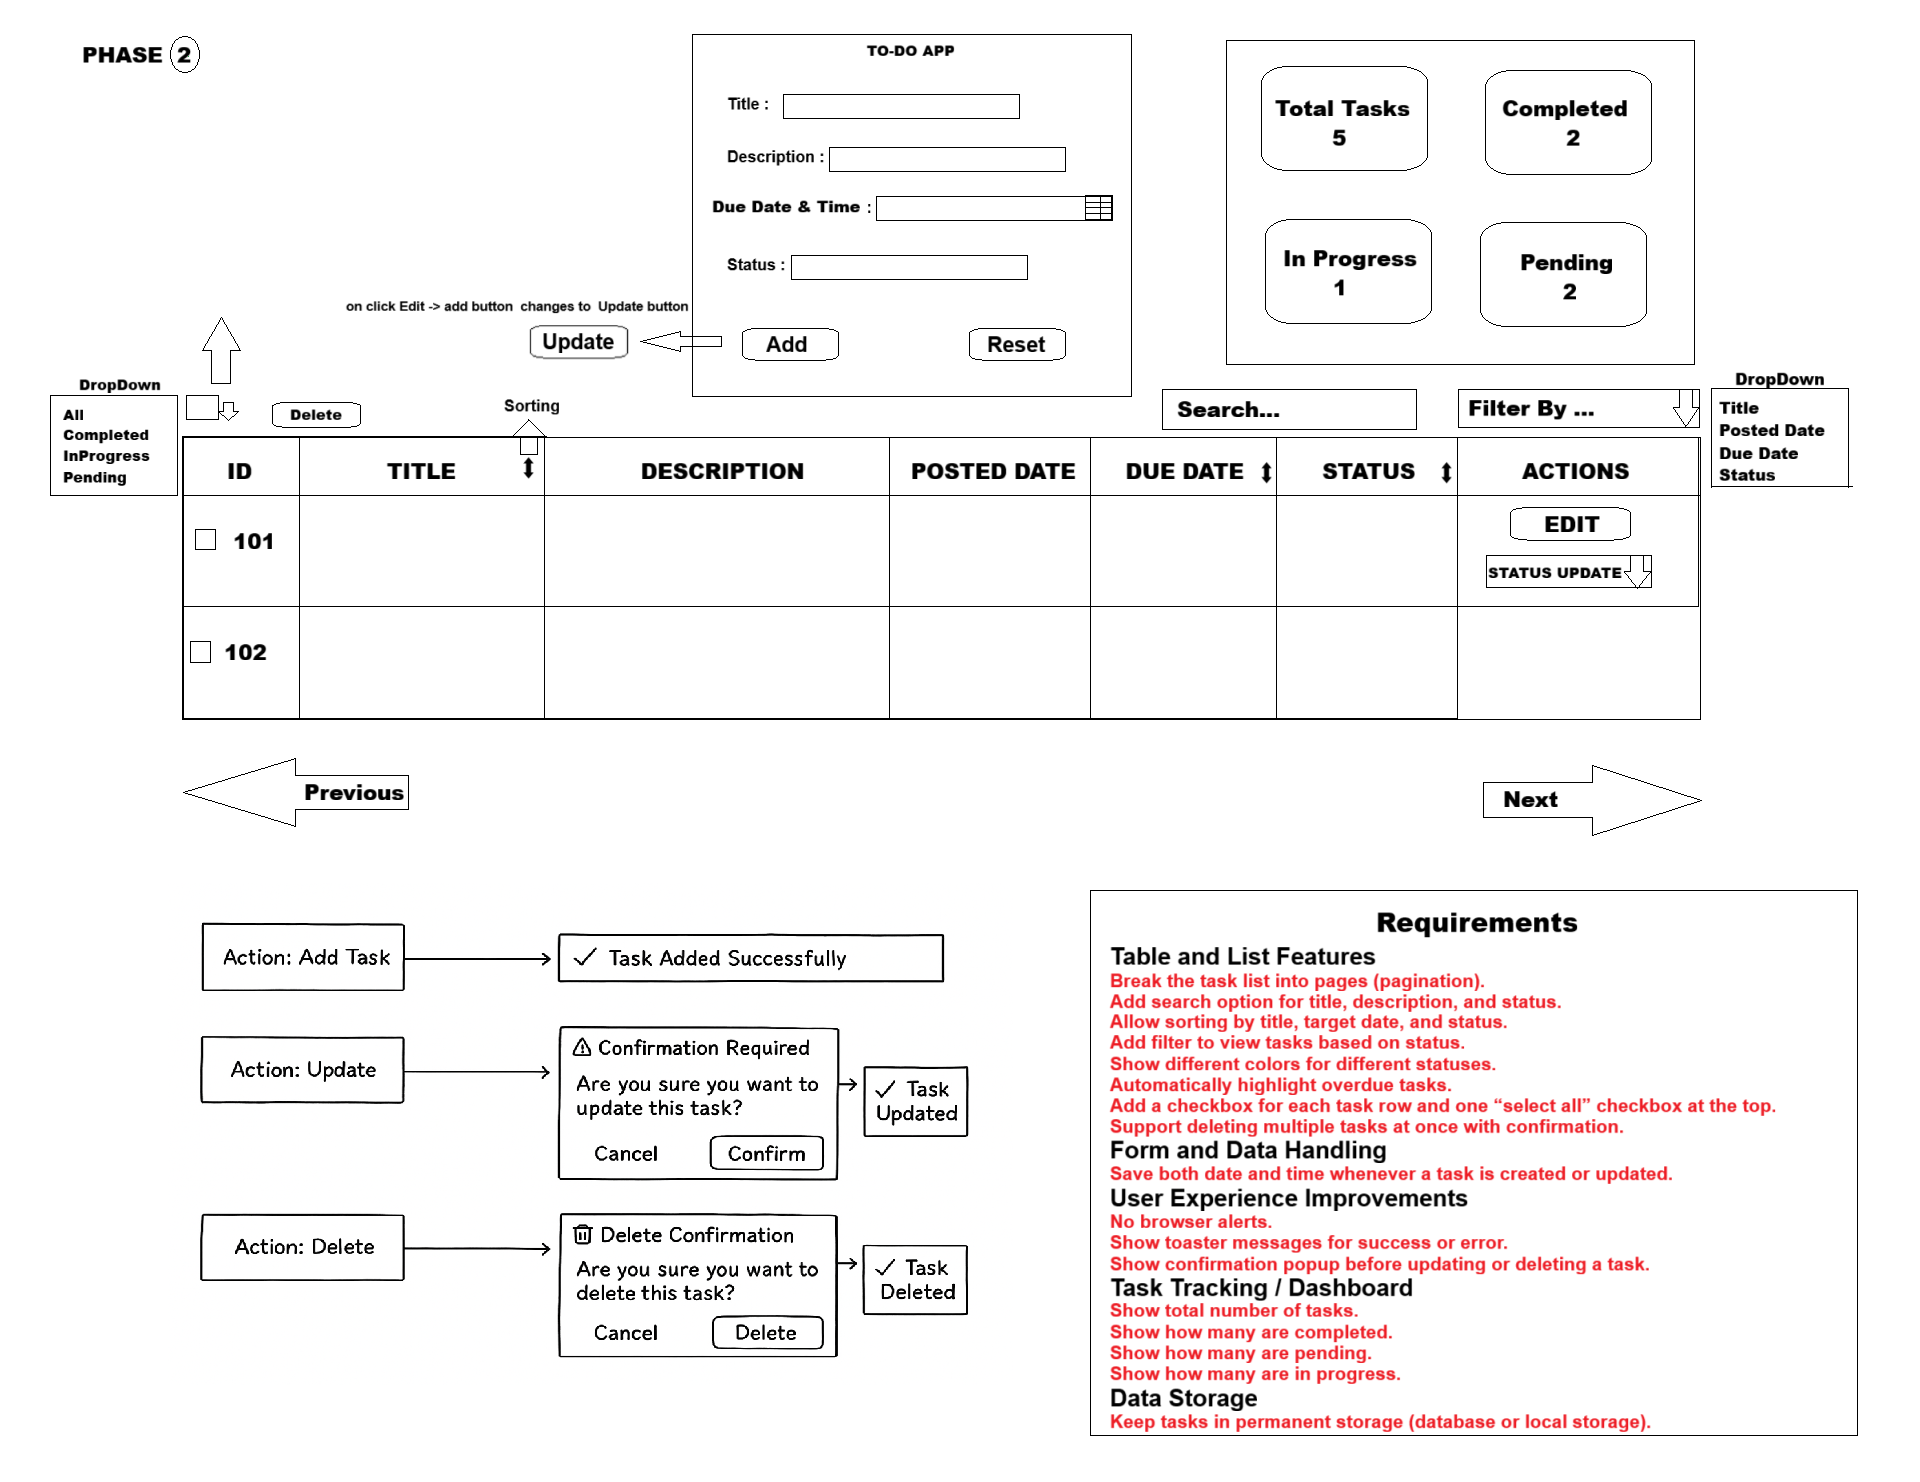 PHASE 2
TO-DO APP
Title :
Description :
Due Date & Time :
Status :
on click Edit -> add button changes to Update button
Update
Add
Reset
Total Tasks
5
Completed
2
In Progress
1
Pending
2
DropDown
All
Completed
InProgress
Pending
Delete
Sorting
Search...
Filter By ...
DropDown
Title
Posted Date
Due Date
Status
ID TITLE DESCRIPTION POSTED DATE DUE DATE STATUS ACTIONS
101
EDIT
STATUS UPDATE
102
Previous
Next
Action: Add Task
✓ Task Added Successfully
Action: Update
Confirmation Required
Are you sure you want to
update this task?
Cancel
Confirm
✓ Task
Updated
Action: Delete
Delete Confirmation
Are you sure you want to
delete this task?
Cancel
Delete
✓ Task
Deleted
Requirements
Table and List Features
Break the task list into pages (pagination).
Add search option for title, description, and status.
Allow sorting by title, target date, and status.
Add filter to view tasks based on status.
Show different colors for different statuses.
Automatically highlight overdue tasks.
Add a checkbox for each task row and one “select all” checkbox at the top.
Support deleting multiple tasks at once with confirmation.
Form and Data Handling
Save both date and time whenever a task is created or updated.
User Experience Improvements
No browser alerts.
Show toaster messages for success or error.
Show confirmation popup before updating or deleting a task.
Task Tracking / Dashboard
Show total number of tasks.
Show how many are completed.
Show how many are pending.
Show how many are in progress.
Data Storage
Keep tasks in permanent storage (database or local storage).